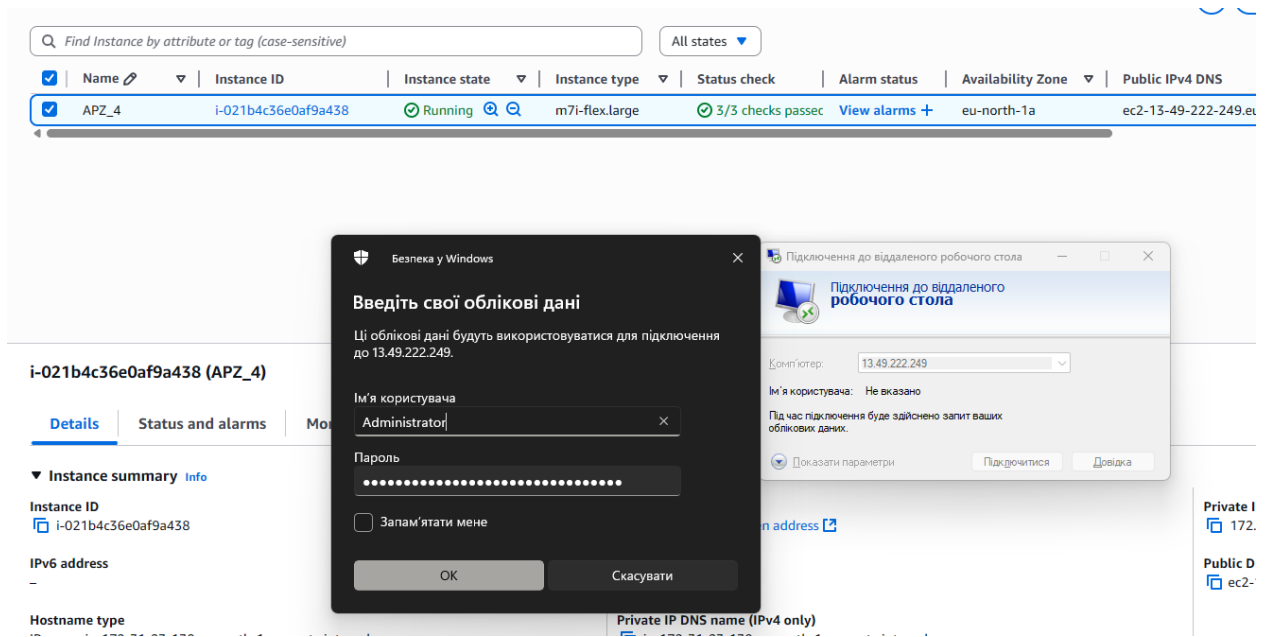 Find Instance by attribute or tag (case-sensitive)
All states
Name Instance ID Instance state Instance type Status check Alarm status Availability Zone Public IPv4 DNS
APZ_4 i-021b4c36e0af9a438 Running m7i-flex.large 3/3 checks passec View alarms + eu-north-1a ec2-13-49-222-249.eu
Безпека у Windows
Введіть свої облікові дані
Ці облікові дані будуть використовуватися для підключення
до 13.49.222.249.
Ім'я користувача
Administrator
Пароль
Запам'ятати мене
OK Скасувати
Підключення до віддаленого робочого стола
Підключення до віддаленого
робочого стола
Комп'ютер: 13.49.222.249
Ім'я користувача: Не вказано
Під час підключення буде здійснено запит ваших
облікових даних.
Показати параметри Підключитися Довідка
i-021b4c36e0af9a438 (APZ_4)
Details Status and alarms Mo
Instance summary Info
Instance ID
i-021b4c36e0af9a438
n address
Private I
172.
IPv6 address
–
Public D
ec2-
Hostname type
Private IP DNS name (IPv4 only)